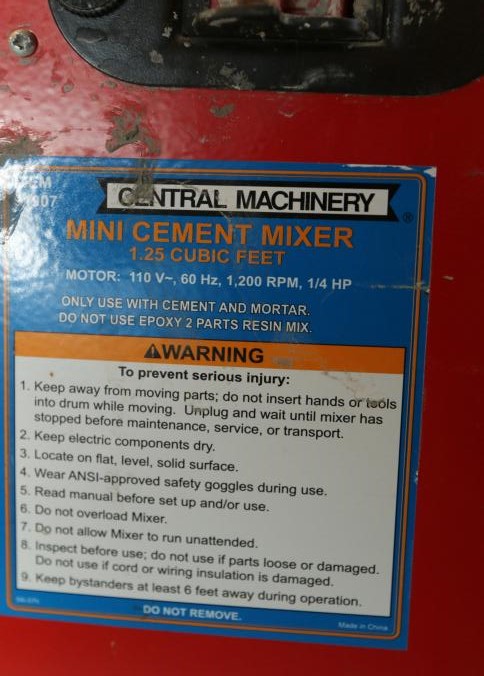 CENTRAL MACHINERY
®
MINI CEMENT MIXER
1.25 CUBIC FEET
MOTOR: 110 V~, 60 Hz, 1,200 RPM, 1/4 HP
ONLY USE WITH CEMENT AND MORTAR.
DO NOT USE EPOXY 2 PARTS RESIN MIX.
⚠WARNING
To prevent serious injury:
1. Keep away from moving parts; do not insert hands or tools
into drum while moving. Unplug and wait until mixer has
stopped before maintenance, service, or transport.
2. Keep electric components dry.
3. Locate on flat, level, solid surface.
4. Wear ANSI-approved safety goggles during use.
5. Read manual before set up and/or use.
6. Do not overload Mixer.
7. Do not allow Mixer to run unattended.
8. Inspect before use; do not use if parts loose or damaged.
Do not use if cord or wiring insulation is damaged.
9. Keep bystanders at least 6 feet away during operation.
DO NOT REMOVE.
Made in China